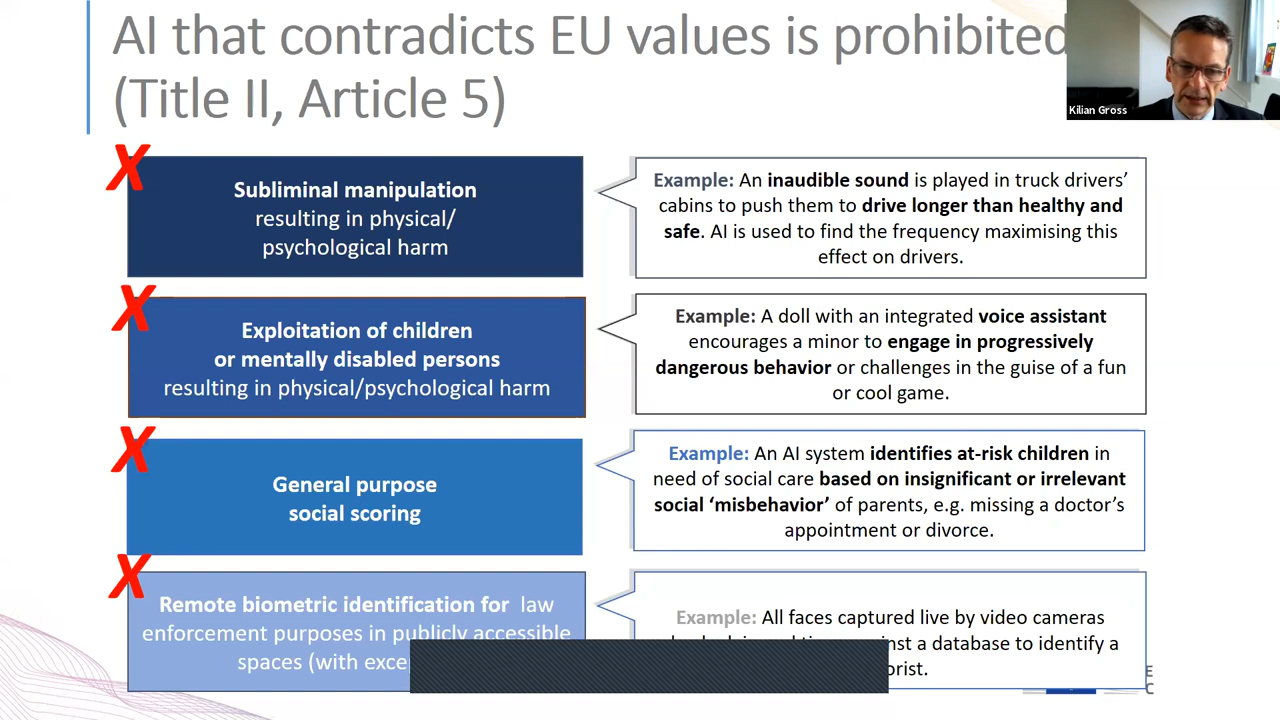 AI that contradicts EU values is prohibited
(Title II, Article 5)
Kilian Gross
X
Subliminal manipulation
resulting in physical/
psychological harm
Example: An inaudible sound is played in truck drivers’
cabins to push them to drive longer than healthy and
safe. AI is used to find the frequency maximising this
effect on drivers.
X
Exploitation of children
or mentally disabled persons
resulting in physical/psychological harm
Example: A doll with an integrated voice assistant
encourages a minor to engage in progressively
dangerous behavior or challenges in the guise of a fun
or cool game.
X
General purpose
social scoring
Example: An AI system identifies at-risk children in
need of social care based on insignificant or irrelevant
social ‘misbehavior’ of parents, e.g. missing a doctor’s
appointment or divorce.
X
Remote biometric identification for law
enforcement purposes in publicly accessible
spaces (with
Example: All faces captured live by video cameras
a database to identify a
E
C